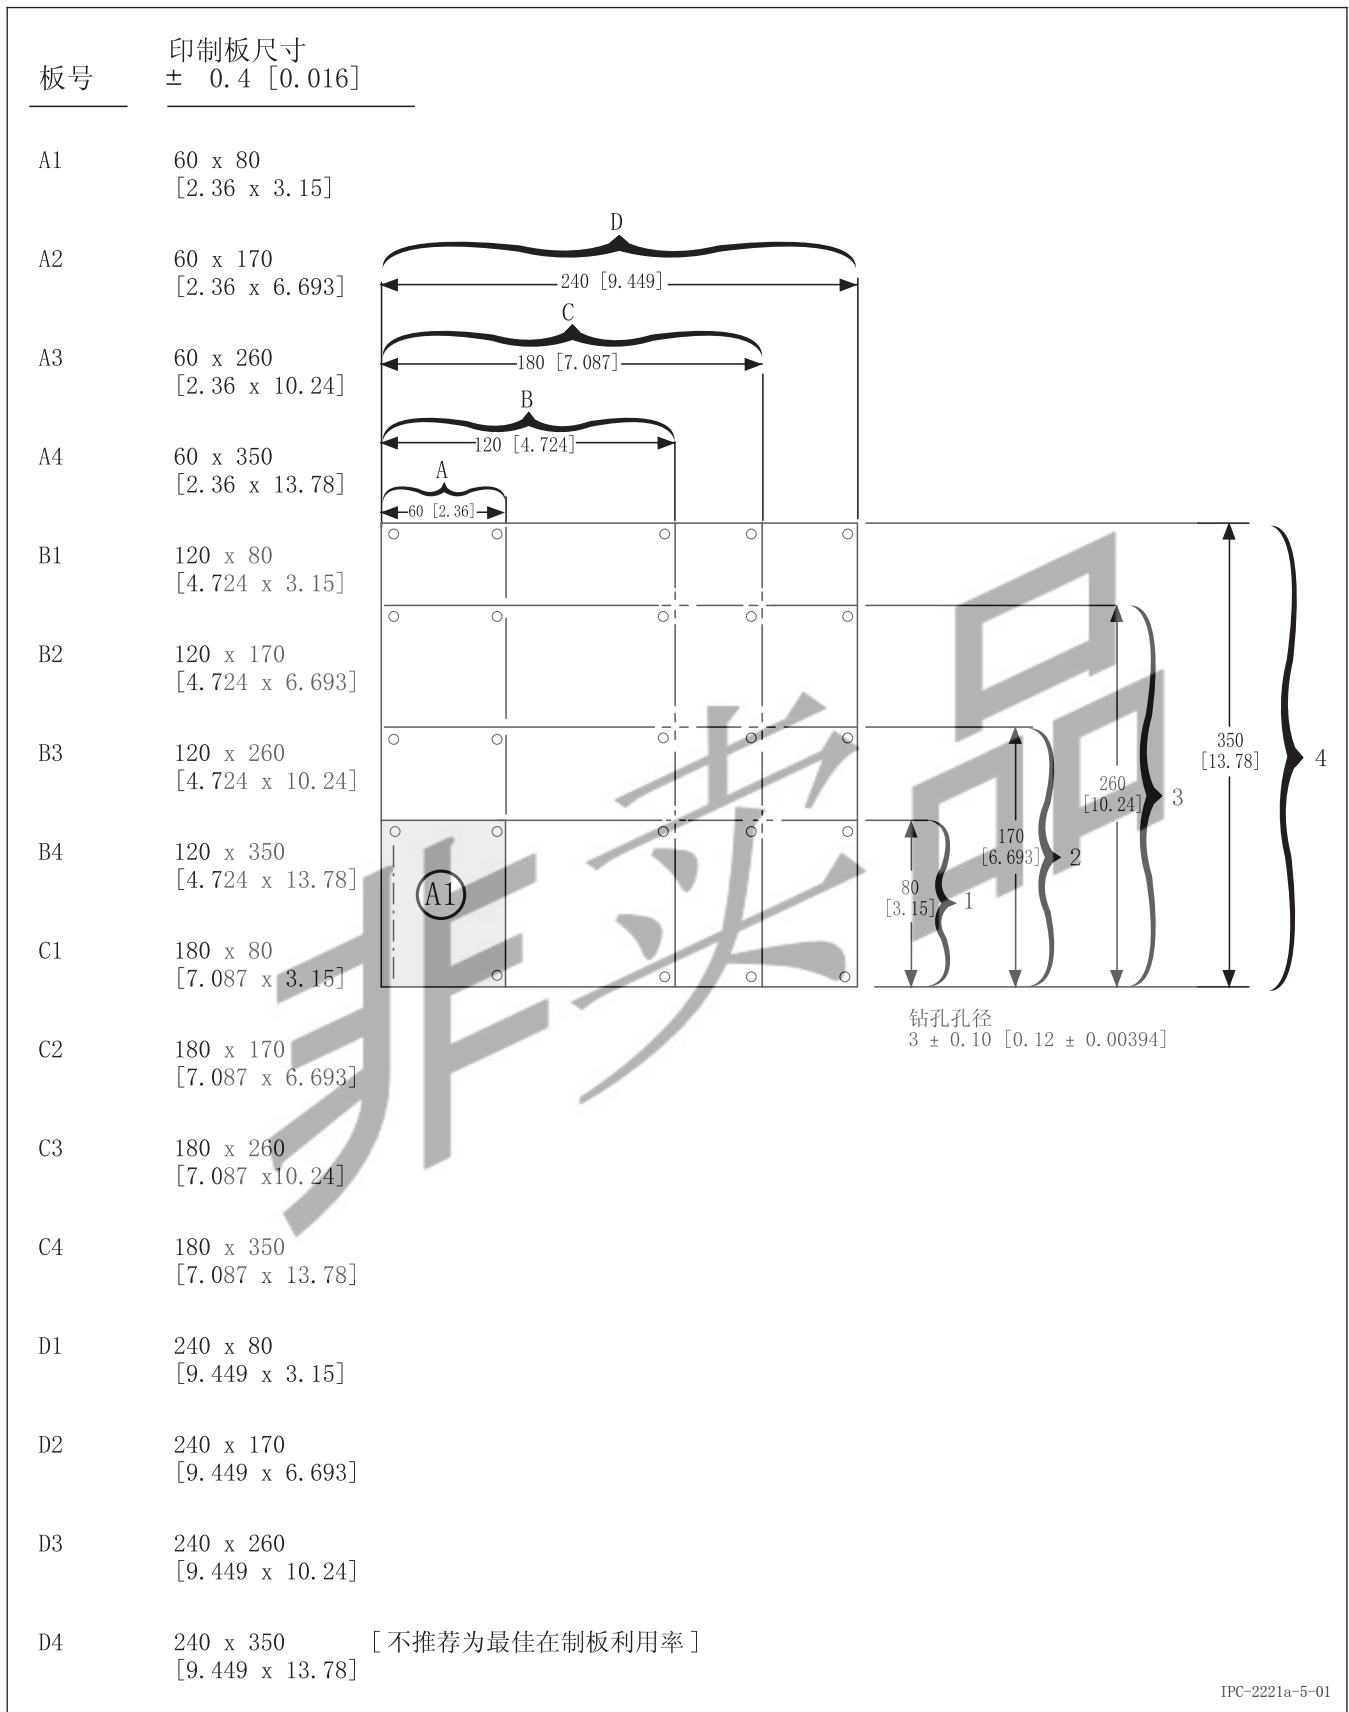 印制板尺寸
板号 ± 0.4 [0.016]
A1 60 x 80
[2.36 x 3.15]
A2 60 x 170
[2.36 x 6.693]
A3 60 x 260
[2.36 x 10.24]
A4 60 x 350
[2.36 x 13.78]
B1 120 x 80
[4.724 x 3.15]
B2 120 x 170
[4.724 x 6.693]
B3 120 x 260
[4.724 x 10.24]
B4 120 x 350
[4.724 x 13.78]
C1 180 x 80
[7.087 x 3.15]
C2 180 x 170
[7.087 x 6.693]
C3 180 x 260
[7.087 x10.24]
C4 180 x 350
[7.087 x 13.78]
D1 240 x 80
[9.449 x 3.15]
D2 240 x 170
[9.449 x 6.693]
D3 240 x 260
[9.449 x 10.24]
D4 240 x 350 [不推荐为最佳在制板利用率]
[9.449 x 13.78]
D
240 [9.449]
C
180 [7.087]
B
120 [4.724]
A
60 [2.36]
A1
80
[3.15]
1
170
[6.693]
2
260
[10.24]
3
350
[13.78]
4
钻孔孔径
3 ± 0.10 [0.12 ± 0.00394]
非卖品
IPC-2221a-5-01